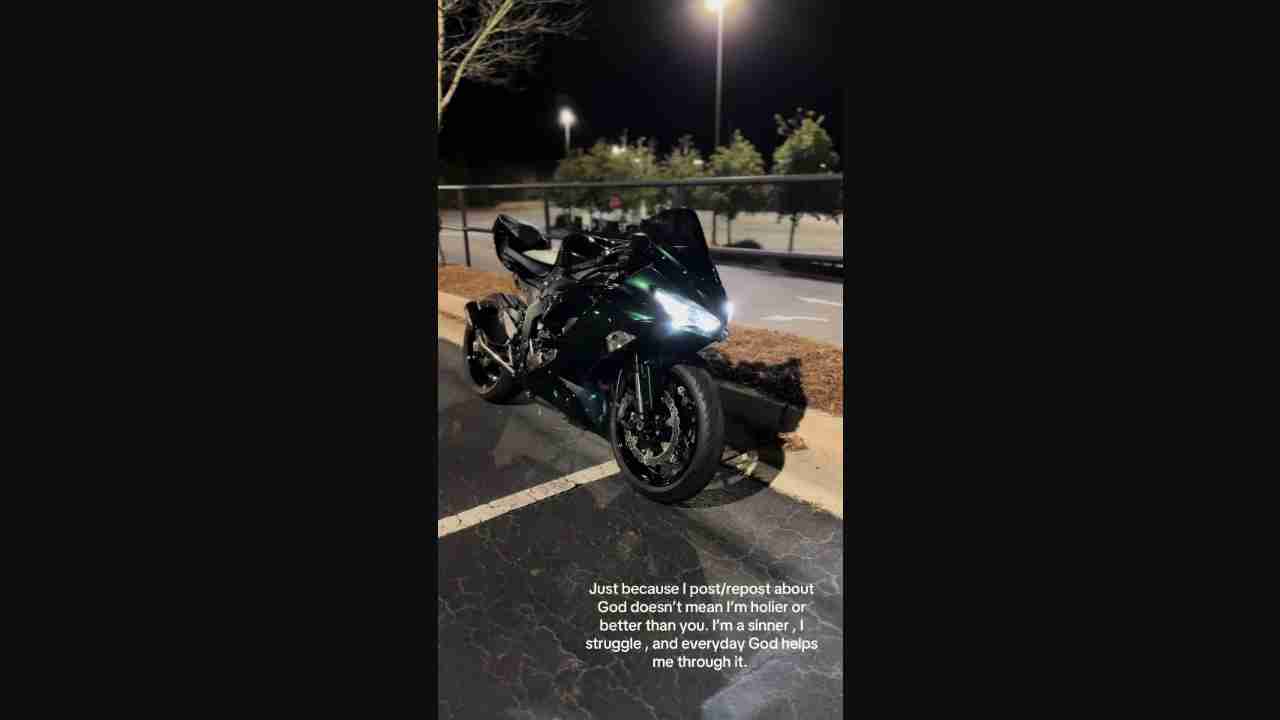 Just because I post/repost about
God doesn't mean I'm holier or
better than you. I'm a sinner , I
struggle , and everyday God helps
me through it.